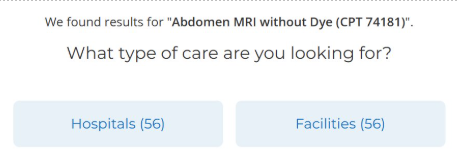 We found results for "Abdomen MRI without Dye (CPT 74181)".
What type of care are you looking for?
Hospitals (56)
Facilities (56)